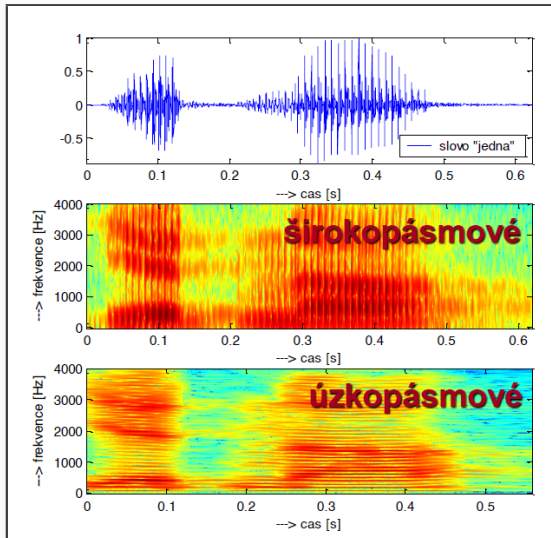 1
0.5
0
-0.5
0 0.1 0.2 0.3 0.4 0.5 0.6
slovo "jedna"
---> cas [s]
4000
3000
2000
1000
0
---> frekvence [Hz]
širokopásmové
0 0.1 0.2 0.3 0.4 0.5 0.6
---> cas [s]
4000
3000
2000
1000
0
---> frekvence [Hz]
úzkopásmové
0 0.1 0.2 0.3 0.4 0.5
---> cas [s]